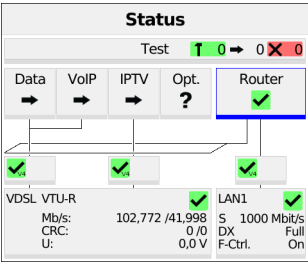 Status
Test 0 0 0
Data VoIP IPTV Opt. Router
?
V4 V4 V4
VDSL VTU-R LAN1
Mb/s: 102,772 /41,998 S 1000 Mbit/s
CRC: 0 /0 DX Full
U: 0,0 V F-Ctrl. On